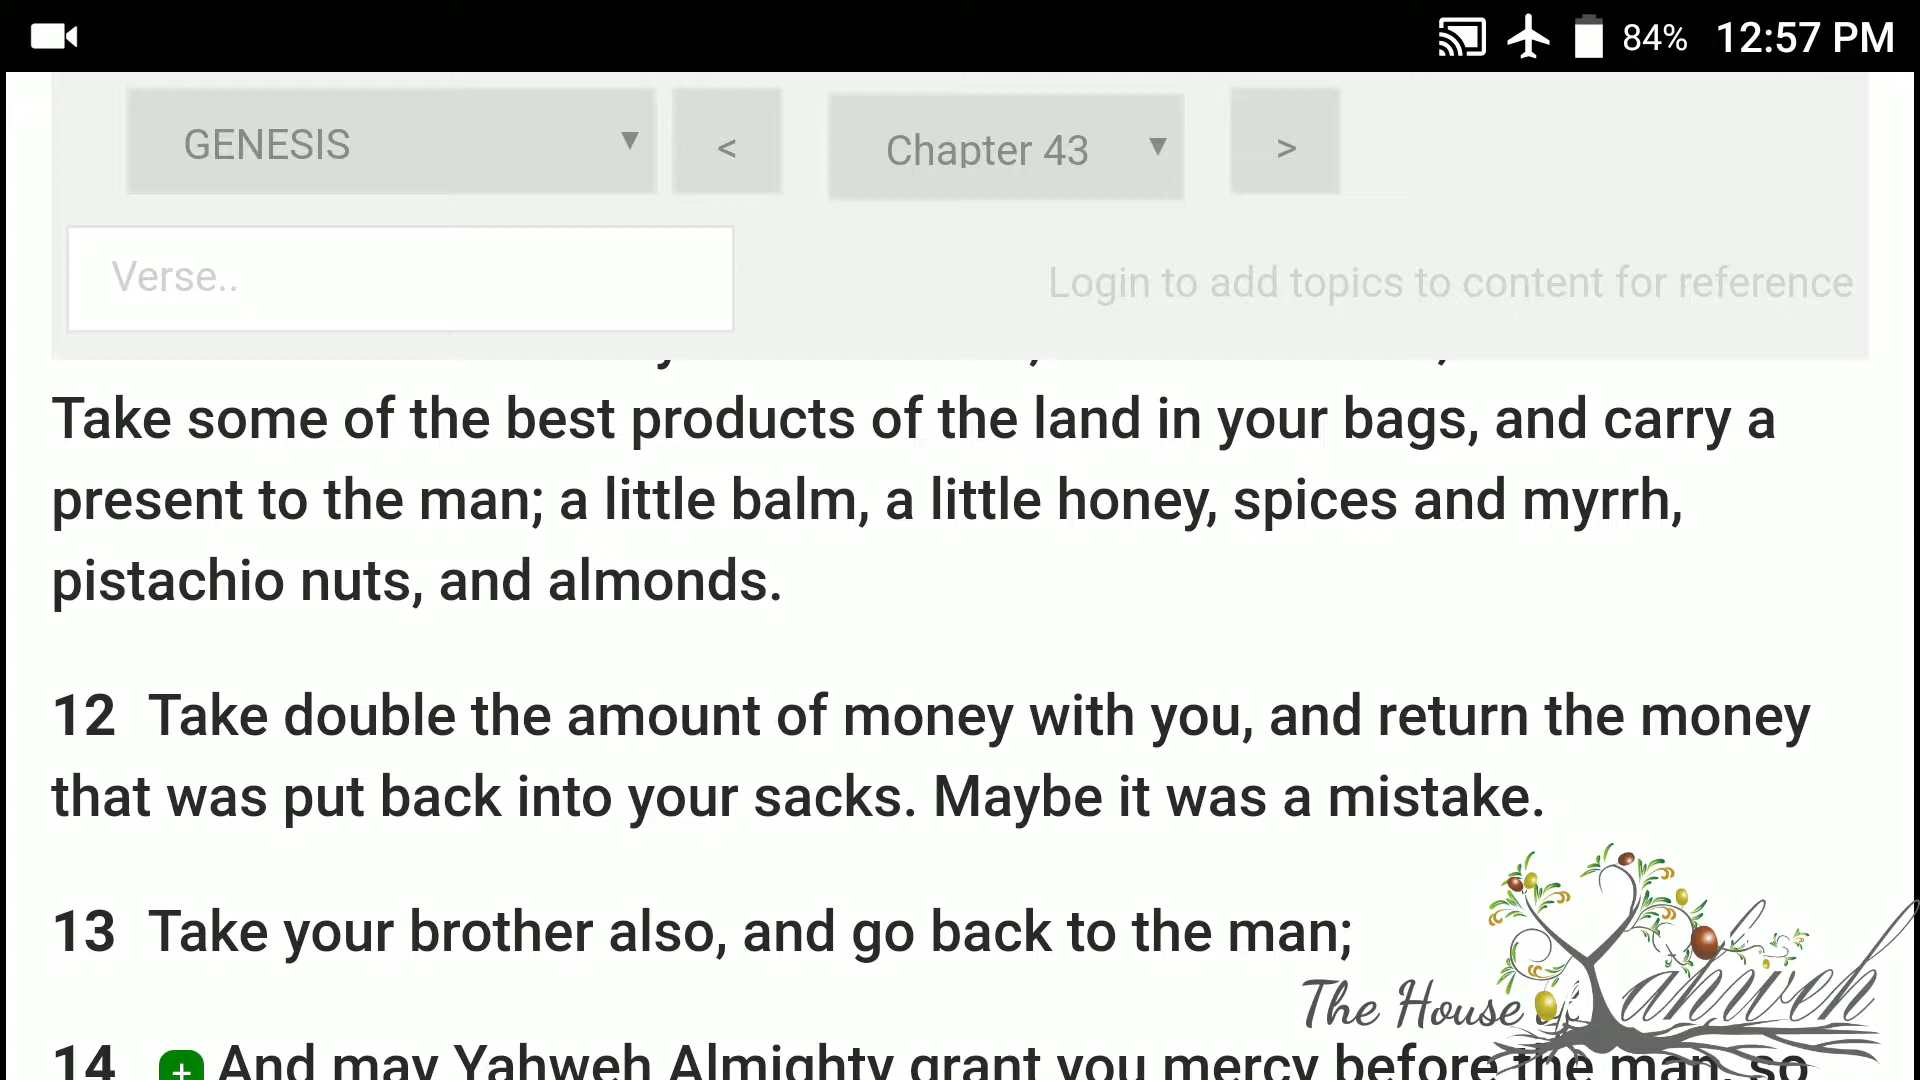 84% 12:57 PM
GENESIS ▼ < Chapter 43 ▼ >
Verse..
Login to add topics to content for reference
Take some of the best products of the land in your bags, and carry a
present to the man; a little balm, a little honey, spices and myrrh,
pistachio nuts, and almonds.
12 Take double the amount of money with you, and return the money
that was put back into your sacks. Maybe it was a mistake.
13 Take your brother also, and go back to the man;
The House of Yahweh
14 + And may Yahweh Almighty grant you mercy before the man, so